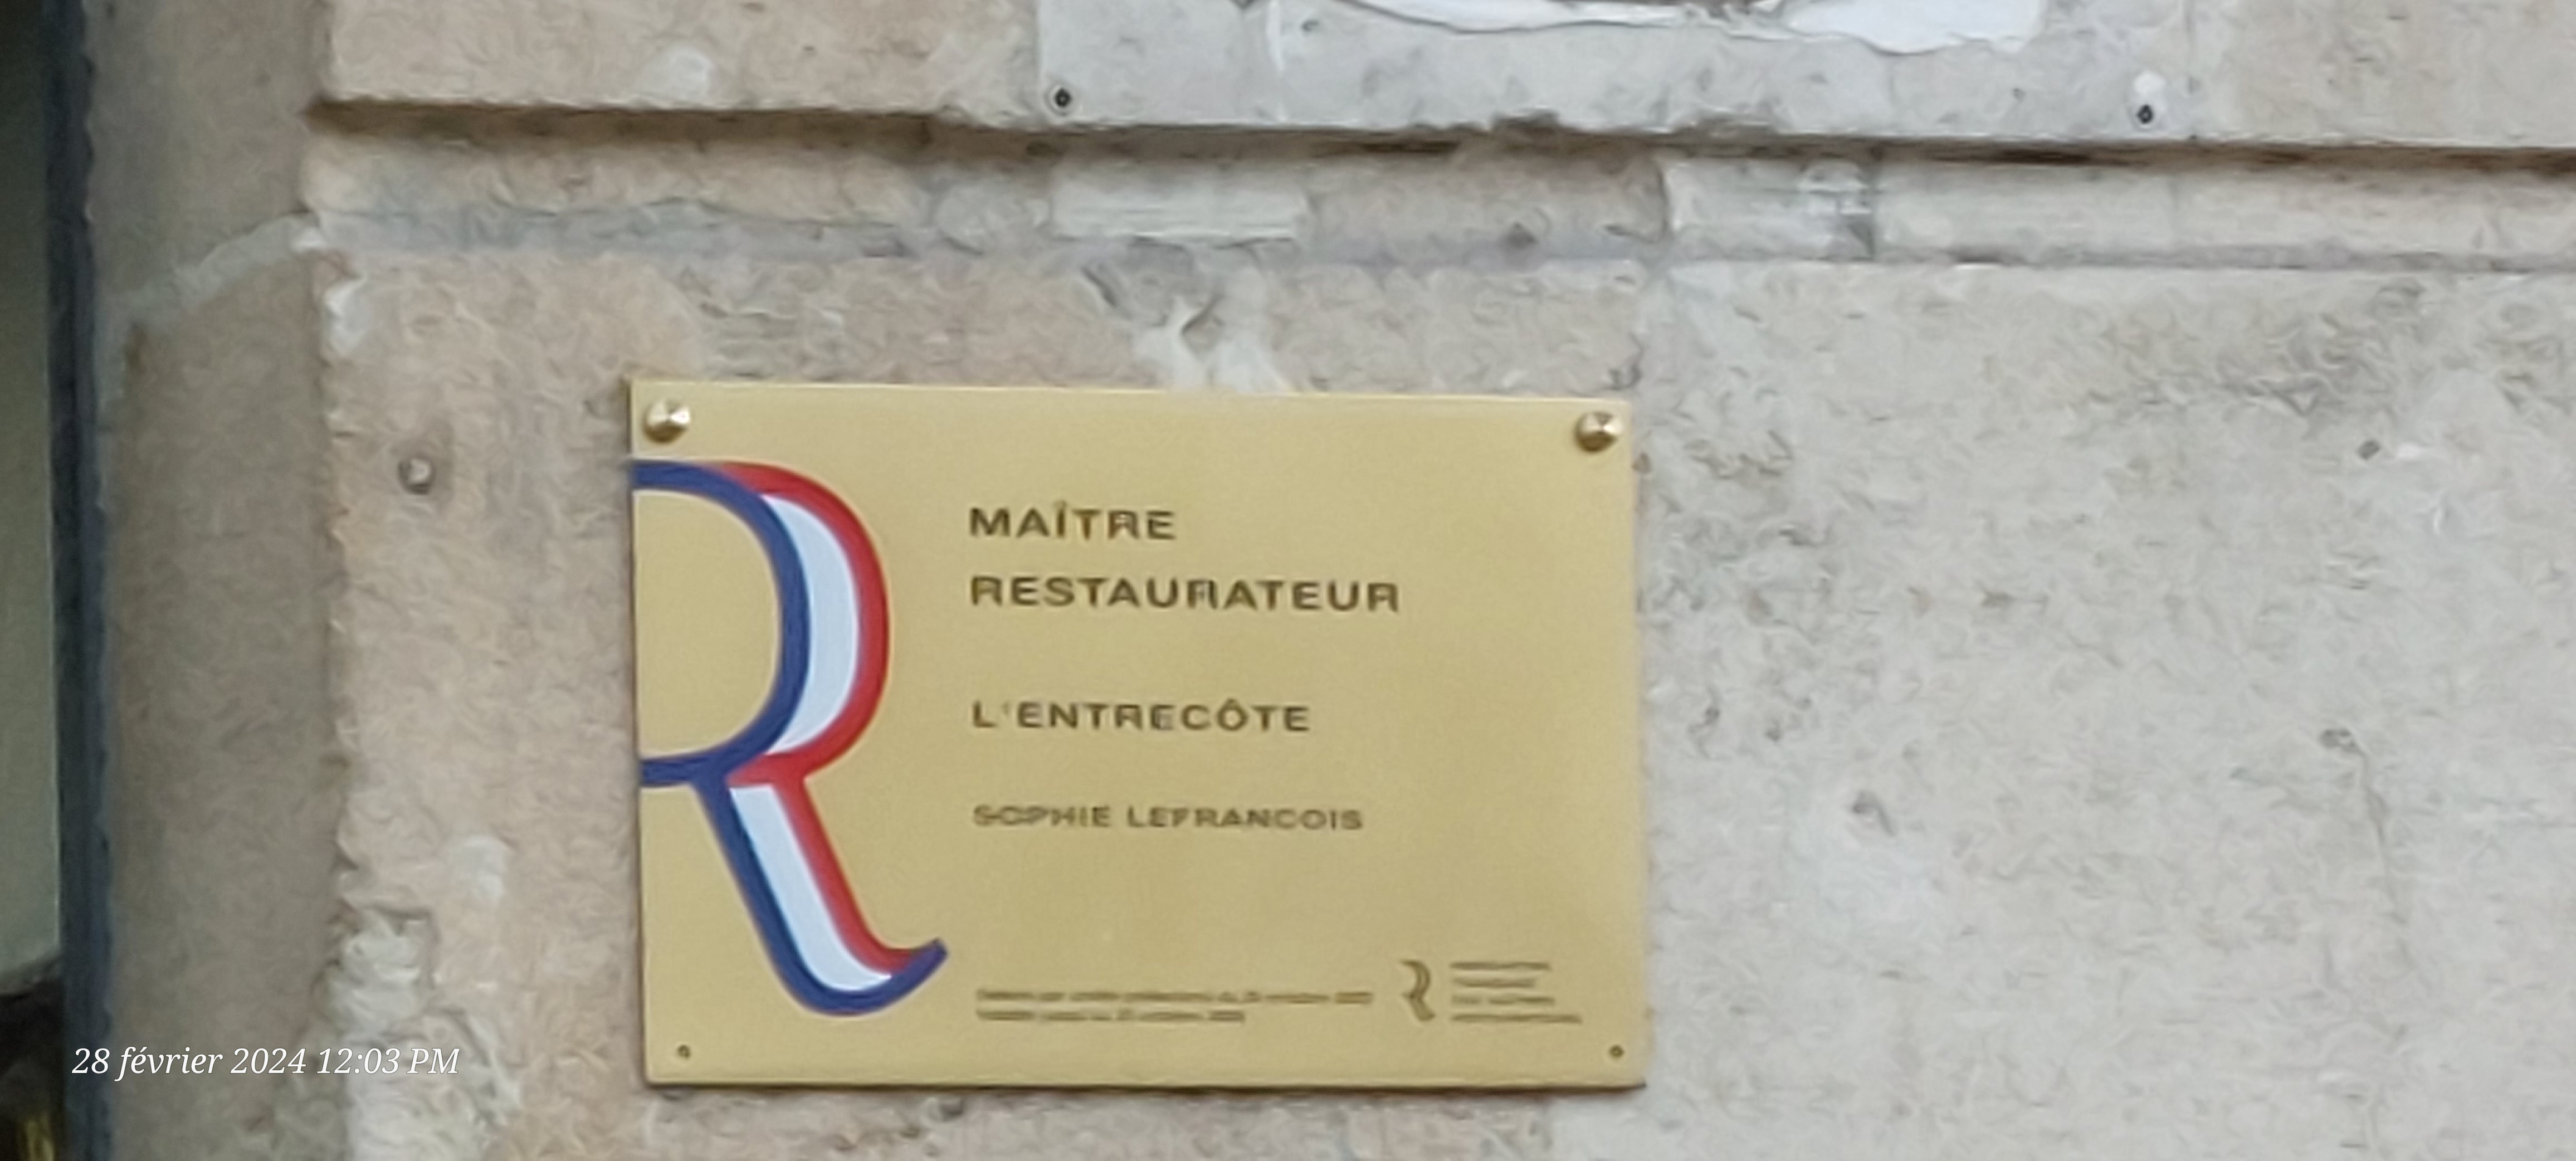 MAÎTRE
RESTAURATEUR
L'ENTRECÔTE
SOPHIE LEFRANCOIS
28 février 2024 12:03 PM